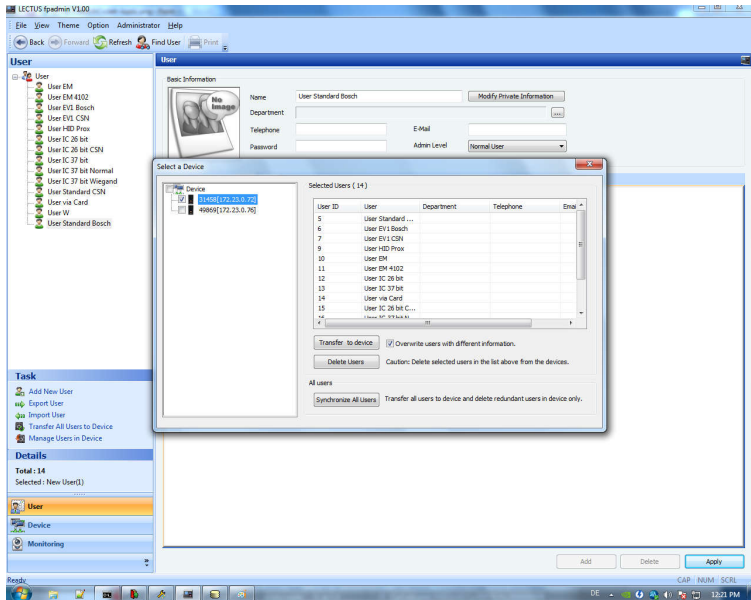 LECTUS fpadmin V1.00
File View Theme Option Administrator Help
Back Forward Refresh Find User Print
User
User
User EM
User EM 4102
User EV1 Bosch
User EV1 CSN
User HID Prox
User IC 26 bit
User IC 26 bit CSN
User IC 37 bit
User IC 37 bit Normal
User IC 37 bit Wiegand
User Standard CSN
User via Card
User W
User Standard Bosch
Task
Add New User
Export User
Import User
Transfer All Users to Device
Manage Users in Device
Details
Total : 14
Selected : New User(1)
User
Device
Monitoring
User
Basic Information
No Image
Name User Standard Bosch Modify Private Information
Department ...
Telephone E-Mail
Password Admin Level Normal User
Select a Device
Device
31458[172.23.0.72]
49869[172.23.0.76]
Selected Users ( 14 )
User ID User Department Telephone Emai
5 User Standard ...
6 User EV1 Bosch
7 User EV1 CSN
9 User HID Prox
10 User EM
11 User EM 4102
12 User IC 26 bit
13 User IC 37 bit
14 User via Card
15 User IC 26 bit C...
16 User IC 37 bit N...
Transfer to device Overwrite users with different information.
Delete Users Caution: Delete selected users in the list above from the devices.
All users
Synchronize All Users Transfer all users to device and delete redundant users in device only.
Add Delete Apply
Ready CAP NUM SCRL
DE 12:21 PM